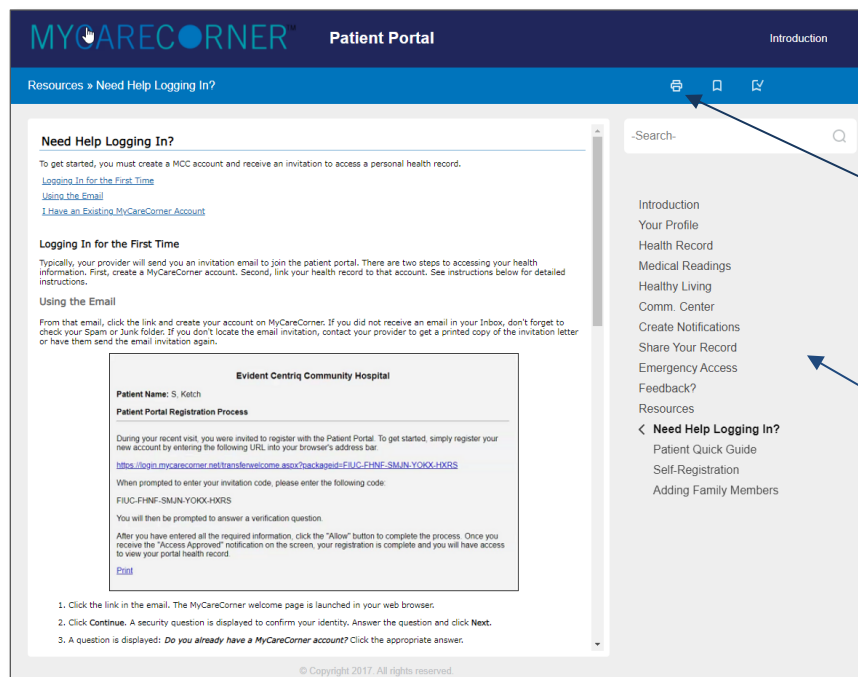 MYCARECORNER™ Patient Portal Introduction
Resources » Need Help Logging In?
Need Help Logging In?
To get started, you must create a MCC account and receive an invitation to access a personal health record.
Logging In for the First Time
Using the Email
I Have an Existing MyCareCorner Account
Logging In for the First Time
Typically, your provider will send you an invitation email to join the patient portal. There are two steps to accessing your health
information. First, create a MyCareCorner account. Second, link your health record to that account. See instructions below for detailed
instructions.
Using the Email
From that email, click the link and create your account on MyCareCorner. If you did not receive an email in your Inbox, don't forget to
check your Spam or Junk folder. If you don't locate the email invitation, contact your provider to get a printed copy of the invitation letter
or have them send the email invitation again.
Evident Centriq Community Hospital
Patient Name: S, Ketch
Patient Portal Registration Process
During your recent visit, you were invited to register with the Patient Portal. To get started, simply register your
new account by entering the following URL into your browser's address bar.
https://login.mycarecorner.net/transferwelcome.aspx?packageid=FIUC-FHNF-SMJN-YOKX-HXRS
When prompted to enter your invitation code, please enter the following code:
FIUC-FHNF-SMJN-YOKX-HXRS
You will then be prompted to answer a verification question.
After you have entered all the required information, click the "Allow" button to complete the process. Once you
receive the "Access Approved" notification on the screen, your registration is complete and you will have access
to view your portal health record.
Print
1. Click the link in the email. The MyCareCorner welcome page is launched in your web browser.
2. Click Continue. A security question is displayed to confirm your identity. Answer the question and click Next.
3. A question is displayed: Do you already have a MyCareCorner account? Click the appropriate answer.
-Search-
Introduction
Your Profile
Health Record
Medical Readings
Healthy Living
Comm. Center
Create Notifications
Share Your Record
Emergency Access
Feedback?
Resources
Need Help Logging In?
Patient Quick Guide
Self-Registration
Adding Family Members
© Copyright 2017. All rights reserved.